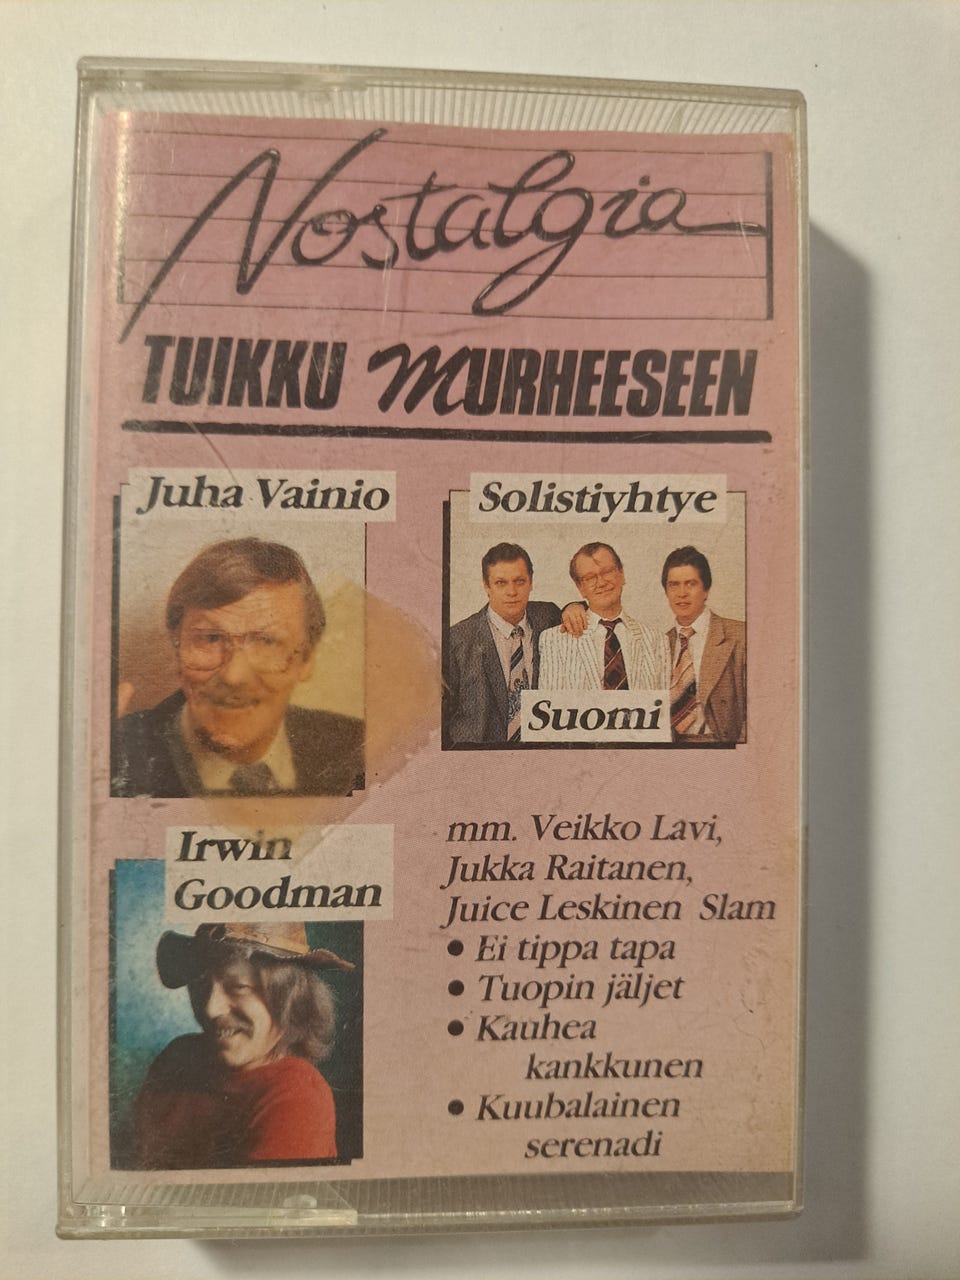 Nostalgia
TUIKKU MURHEESEEN
Juha Vainio
Solistiyhtye
Suomi
Irwin
Goodman
mm. Veikko Lavi,
Jukka Raitanen,
Juice Leskinen Slam
• Ei tippa tapa
• Tuopin jäljet
• Kauhea
kankkunen
• Kuubalainen
serenadi